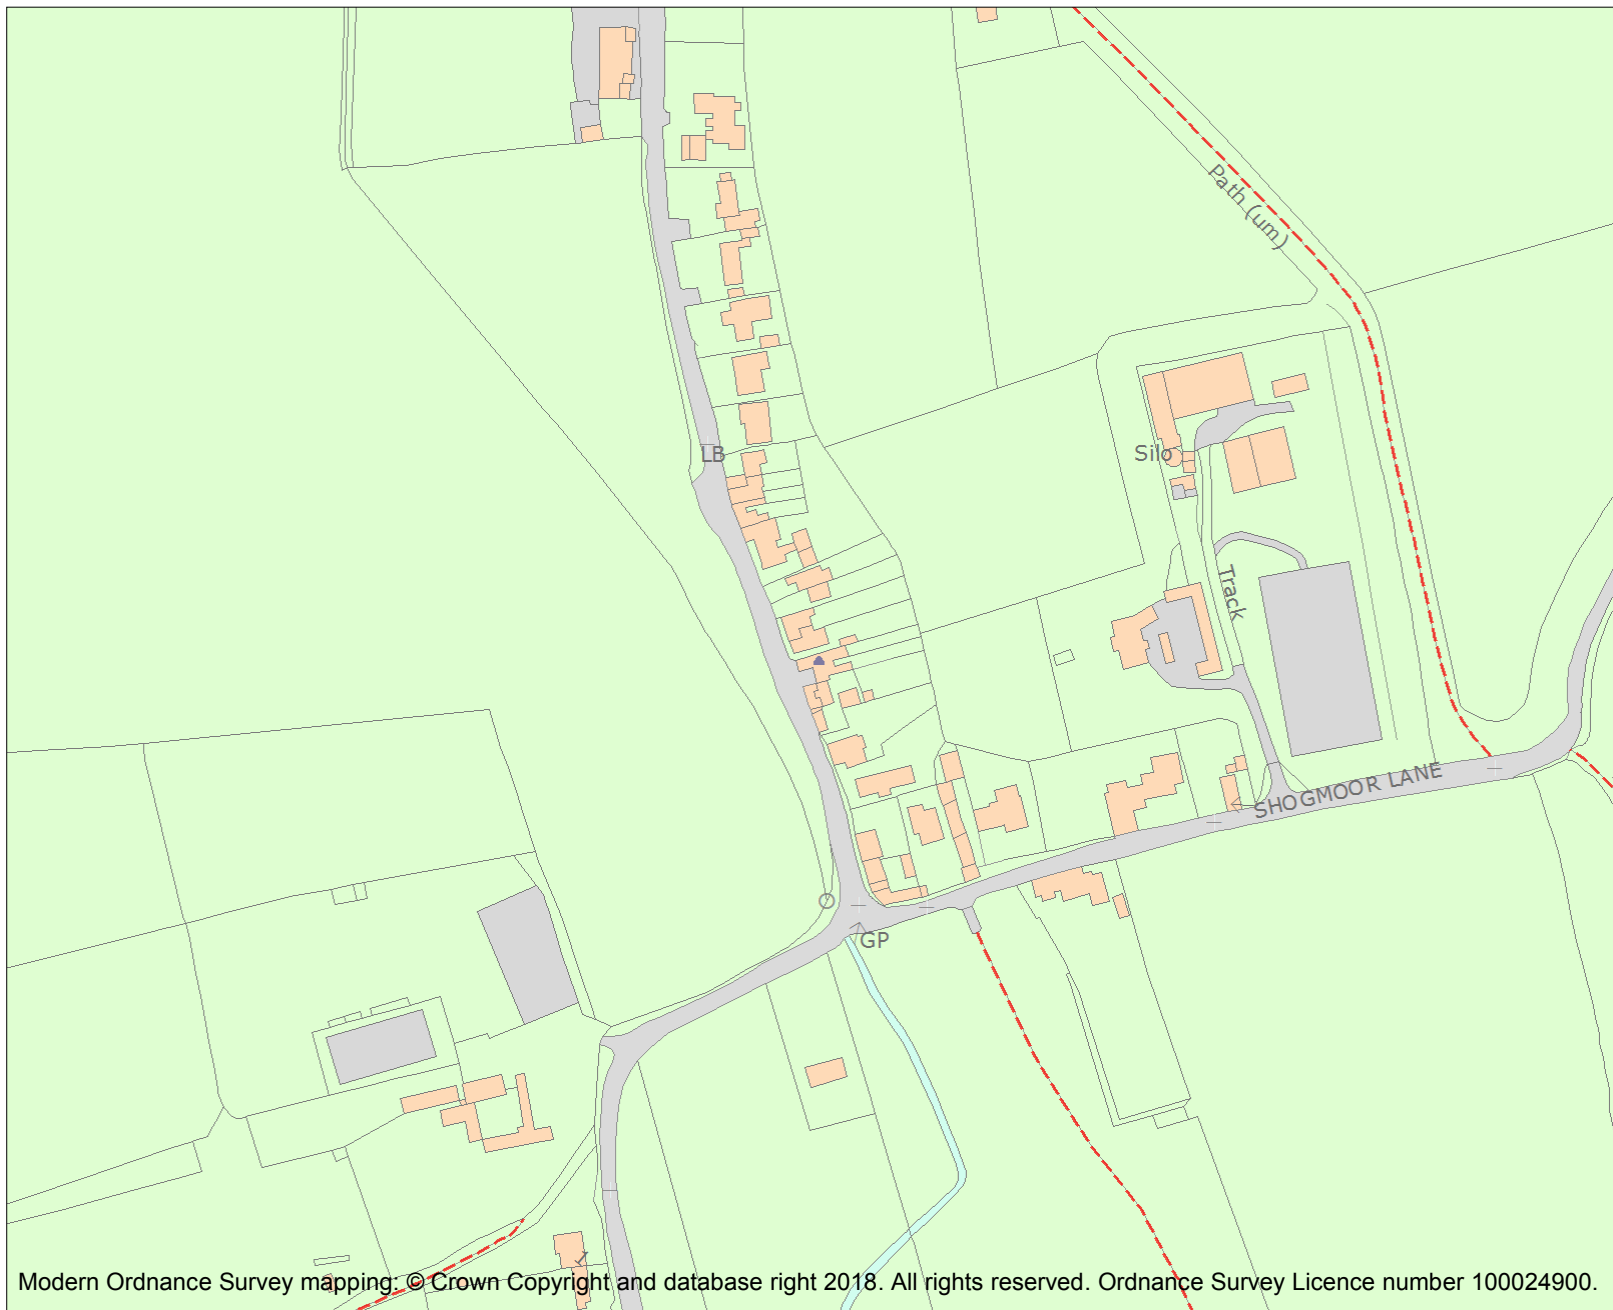 Path (um)
LB
Silo
Track
SHOGMOOR LANE
GP
1
Modern Ordnance Survey mapping: © Crown Copyright and database right 2018. All rights reserved. Ordnance Survey Licence number 100024900.